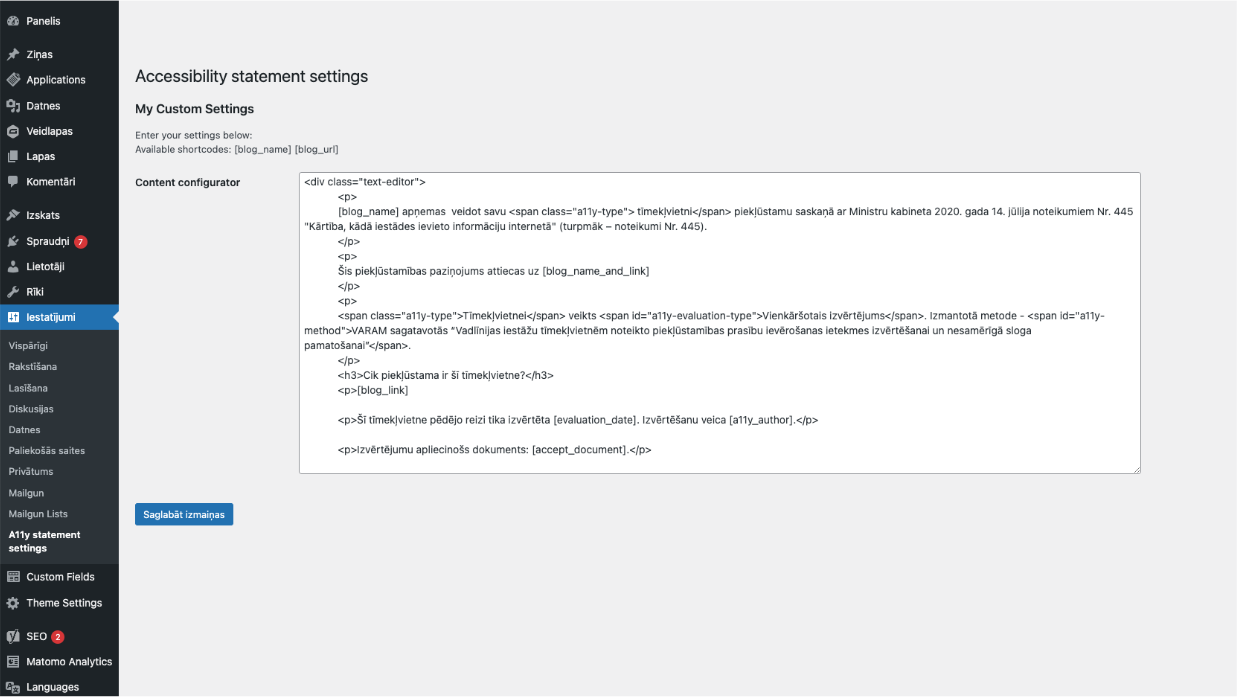 Panelis
Ziņas
Applications
Datnes
Veidlapas
Lapas
Komentāri
Izskats
Spraudņi 7
Lietotāji
Rīki
Iestatījumi
Vispārīgi
Rakstīšana
Lasīšana
Diskusijas
Datnes
Paliekošās saites
Privātums
Mailgun
Mailgun Lists
A11y statement
settings
Custom Fields
Theme Settings
SEO 2
Matomo Analytics
Languages
Accessibility statement settings
My Custom Settings
Enter your settings below:
Available shortcodes: [blog_name] [blog_url]
Content configurator
<div class="text-editor">
<p>
[blog_name] apņemas  veidot savu <span class="a11y-type"> tīmekļvietni</span> piekļūstamu saskaņā ar Ministru kabineta 2020. gada 14. jūlija noteikumiem Nr. 445
"Kārtība, kādā iestādes ievieto informāciju internetā" (turpmāk – noteikumi Nr. 445).
</p>
<p>
Šis piekļūstamības paziņojums attiecas uz [blog_name_and_link]
</p>
<p>
<span class="a11y-type">Tīmekļvietnei</span> veikts <span id="a11y-evaluation-type">Vienkāršotais izvērtējums</span>. Izmantotā metode - <span id="a11y-
method">VARAM sagatavotās “Vadlīnijas iestāžu tīmekļvietnēm noteikto piekļūstamības prasību ievērošanas ietekmes izvērtēšanai un nesamērīgā sloga
pamatošanai”</span>.
</p>
<h3>Cik piekļūstama ir šī tīmekļvietne?</h3>
<p>[blog_link]
<p>Šī tīmekļvietne pēdējo reizi tika izvērtēta [evaluation_date]. Izvērtēšanu veica [a11y_author].</p>
<p>Izvērtējumu apliecinošs dokuments: [accept_document].</p>
Saglabāt izmaiņas